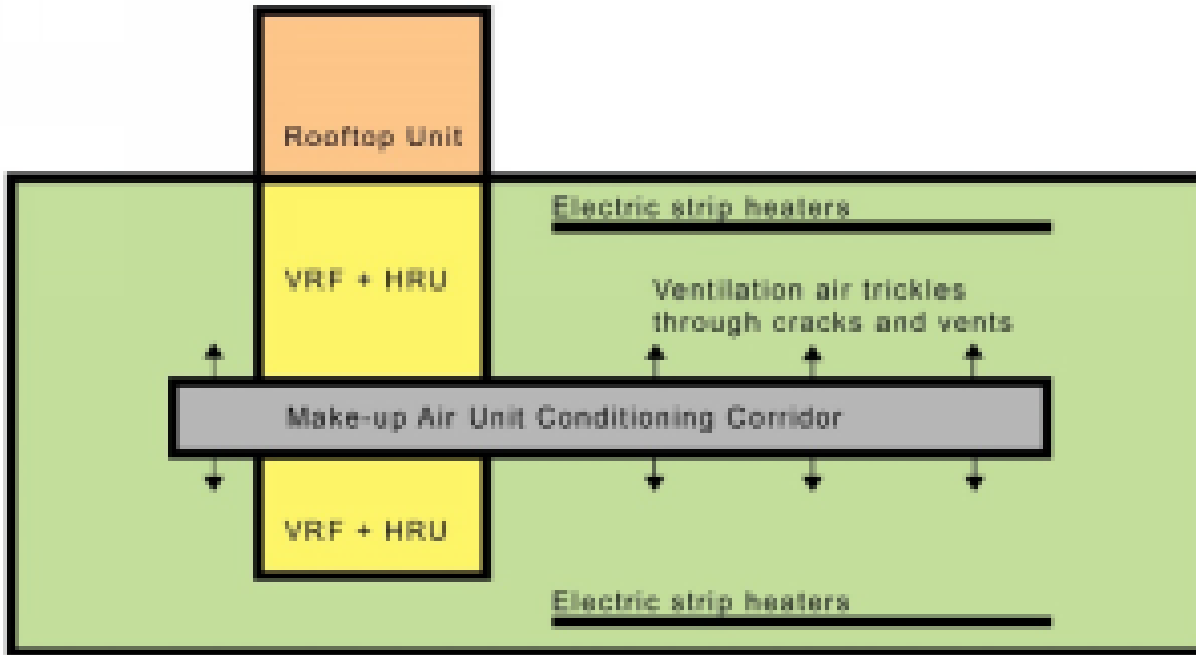 Rooftop Unit
Electric strip heaters
VRF + HRU
Ventilation air trickles
through cracks and vents
Make-up Air Unit Conditioning Corridor
VRF + HRU
Electric strip heaters